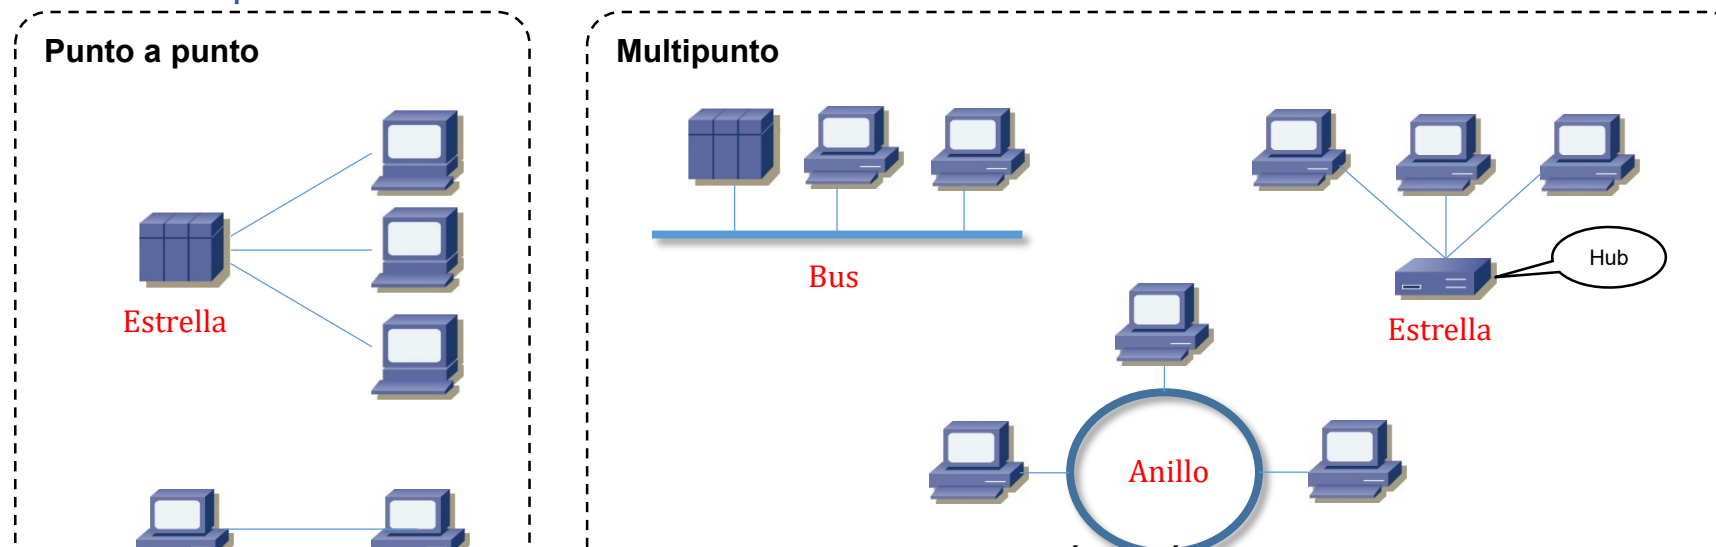 Punto a punto
Estrella
Multipunto
Bus
Hub
Estrella
Anillo